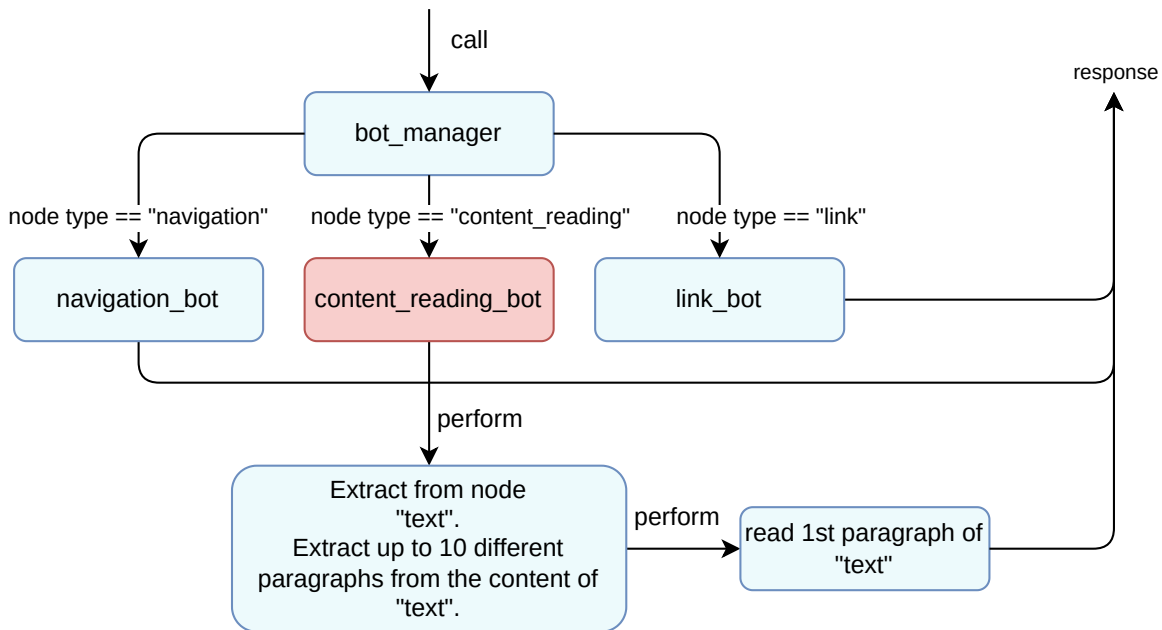 call
response
bot_manager
node type == "navigation"
node type == "content_reading"
node type == "link"
navigation_bot
content_reading_bot
link_bot
perform
Extract from node
"text".
Extract up to 10 different
paragraphs from the content of
"text".
perform
read 1st paragraph of
"text"